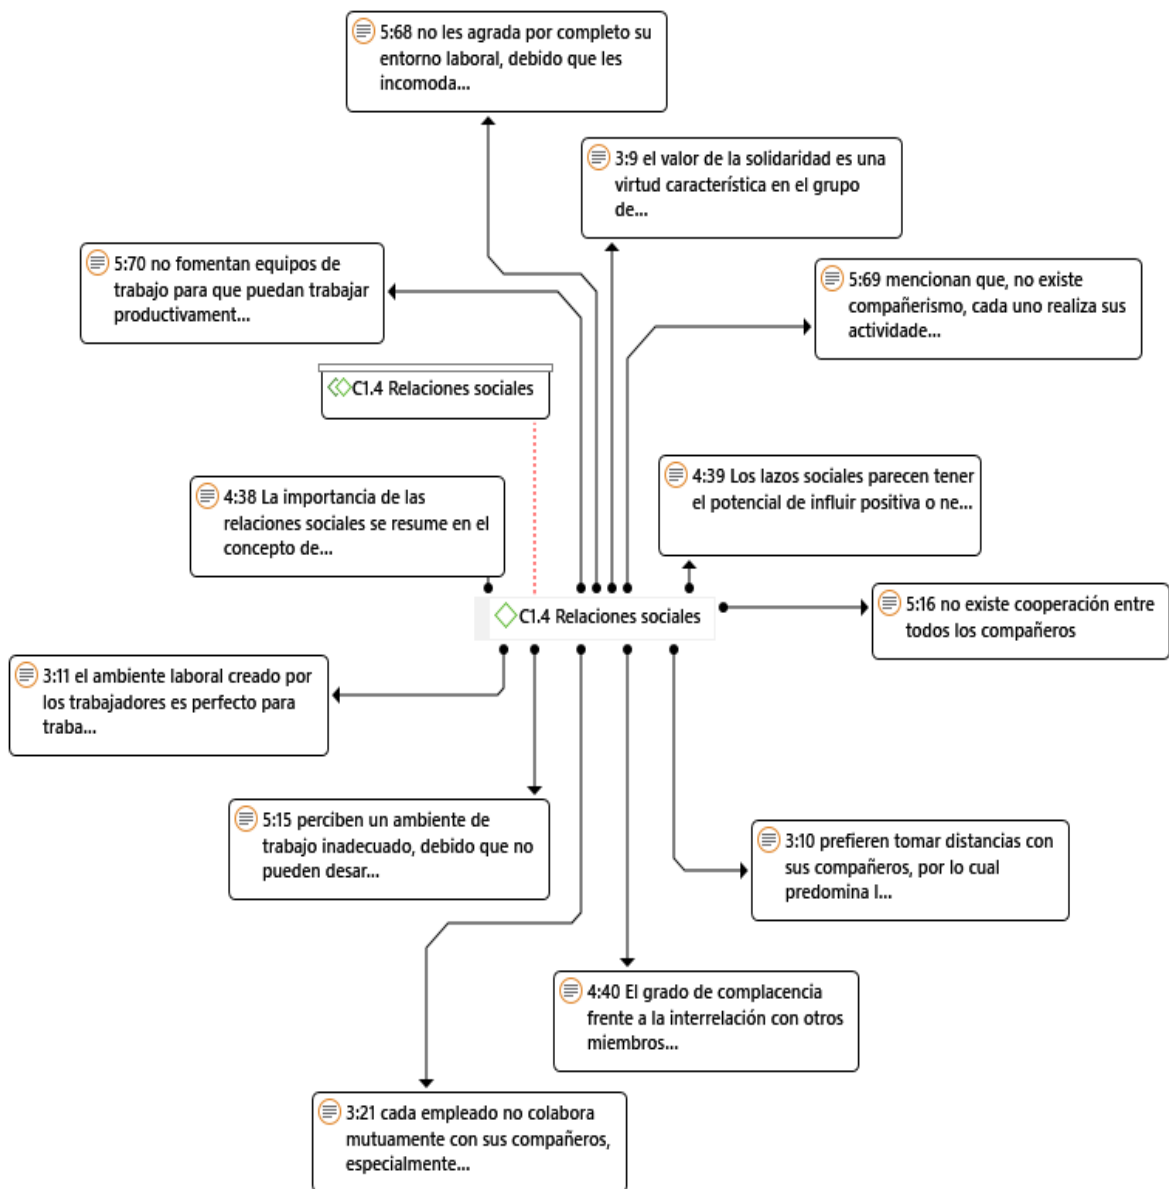 5:68 no les agrada por completo su
entorno laboral, debido que les
incomoda...
3:9 el valor de la solidaridad es una
virtud característica en el grupo
de...
5:70 no fomentan equipos de
trabajo para que puedan trabajar
productivament...
5:69 mencionan que, no existe
compañerismo, cada uno realiza sus
actividade...
C1.4 Relaciones sociales
4:38 La importancia de las
relaciones sociales se resume en el
concepto de...
4:39 Los lazos sociales parecen tener
el potencial de influir positiva o ne...
C1.4 Relaciones sociales
5:16 no existe cooperación entre
todos los compañeros
3:11 el ambiente laboral creado por
los trabajadores es perfecto para
traba...
5:15 perciben un ambiente de
trabajo inadecuado, debido que no
pueden desar...
3:10 prefieren tomar distancias con
sus compañeros, por lo cual
predomina l...
4:40 El grado de complacencia
frente a la interrelación con otros
miembros...
3:21 cada empleado no colabora
mutuamente con sus compañeros,
especialmente...